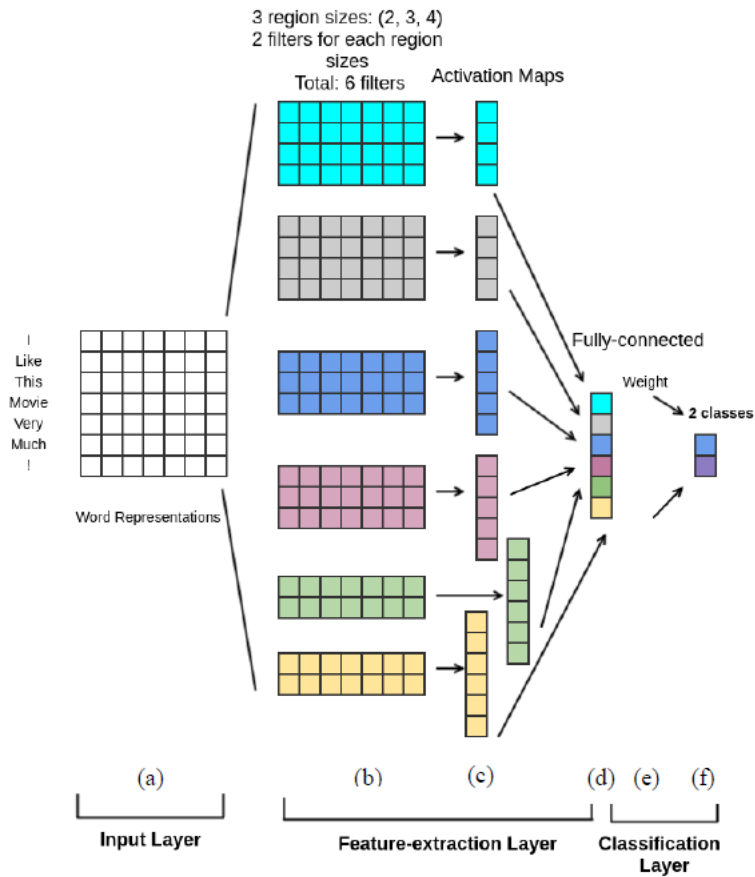 3 region sizes: (2, 3, 4)
2 filters for each region
sizes
Total: 6 filters
Activation Maps
I
Like
This
Movie
Very
Much
!
Word Representations
Fully-connected
Weight
2 classes
(a)
(b)
(c)
(d)
(e)
(f)
Input Layer
Feature-extraction Layer
Classification
Layer